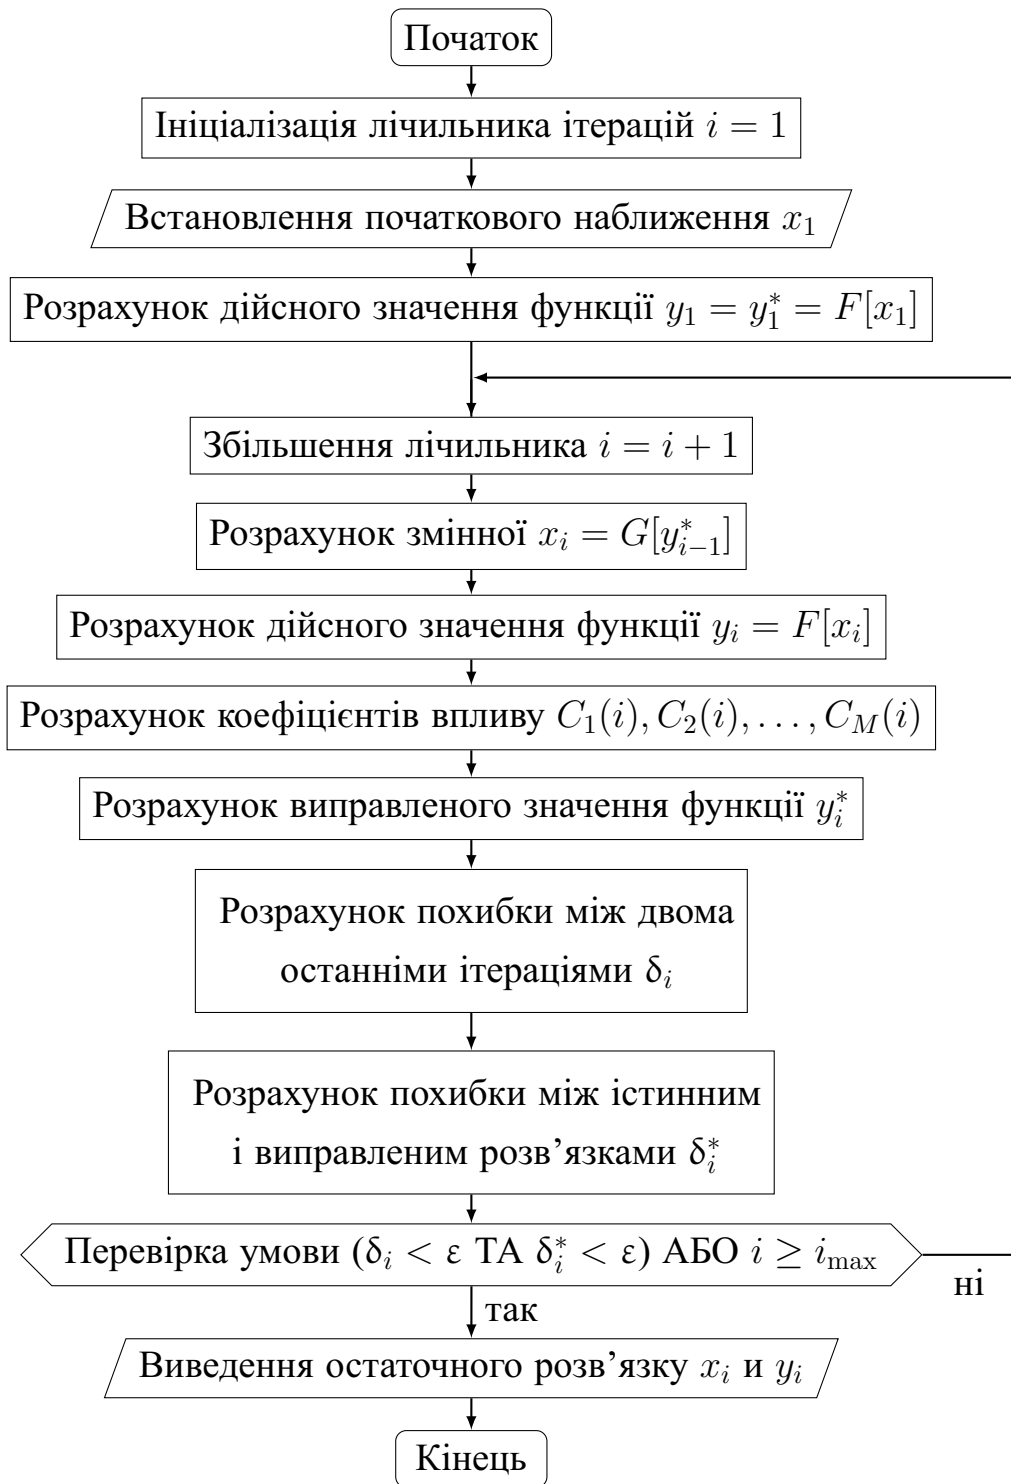 Початок
Ініціалізація лічильника ітерацій i = 1
Встановлення початкового наближення x₁
Розрахунок дійсного значення функції y₁ = y₁* = F[x₁]
Збільшення лічильника i = i + 1
Розрахунок змінної xᵢ = G[y*ᵢ₋₁]
Розрахунок дійсного значення функції yᵢ = F[xᵢ]
Розрахунок коефіцієнтів впливу C₁(i), C₂(i), . . . , C_M(i)
Розрахунок виправленого значення функції yᵢ*
Розрахунок похибки між двома
останніми ітераціями δᵢ
Розрахунок похибки між істинним
і виправленим розв’язками δᵢ*
Перевірка умови (δᵢ < ε ТА δᵢ* < ε) АБО i ≥ i_max
ні
так
Виведення остаточного розв’язку xᵢ и yᵢ
Кінець